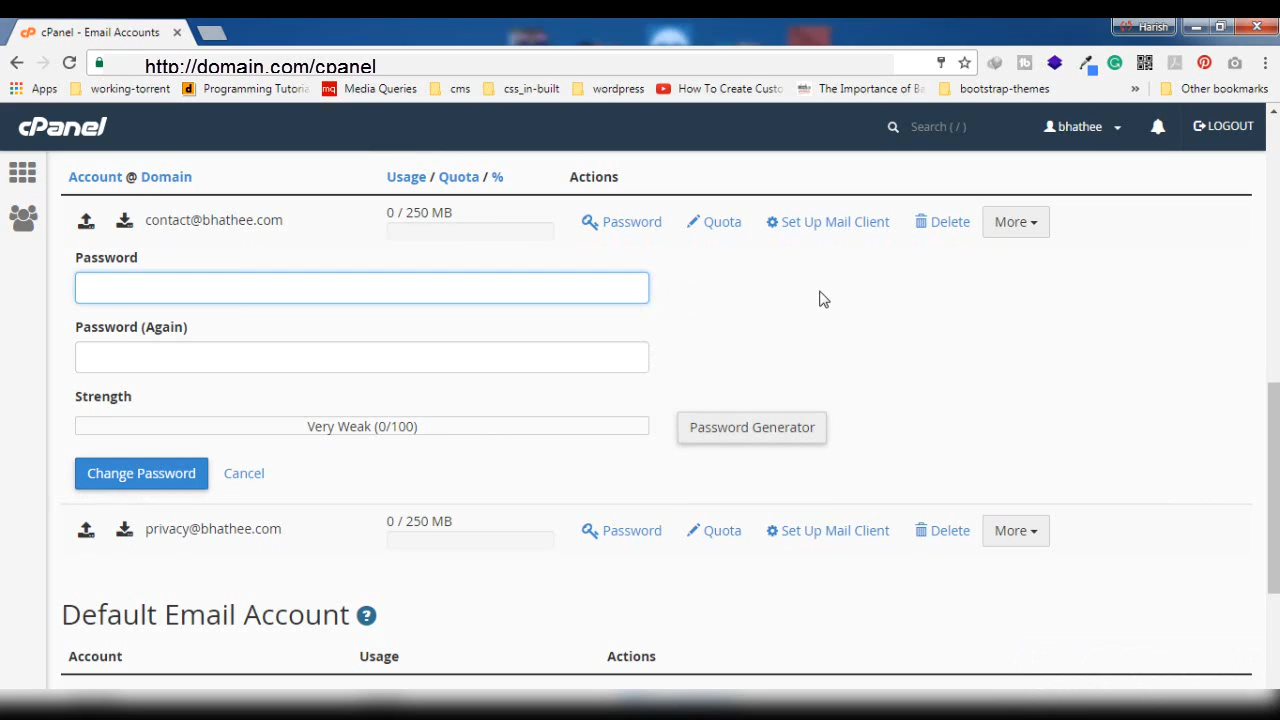 cPanel - Email Accounts
Harish
http://domain.com/cpanel
Apps working-torrent Programming Tutoria Media Queries cms css_in-built wordpress How To Create Custo The Importance of Ba bootstrap-themes » Other bookmarks
cPanel Search ( / ) bhathee LOGOUT
Account @ Domain Usage / Quota / % Actions
contact@bhathee.com 0 / 250 MB Password Quota Set Up Mail Client Delete More
Password
Password (Again)
Strength
Very Weak (0/100) Password Generator
Change Password Cancel
privacy@bhathee.com 0 / 250 MB Password Quota Set Up Mail Client Delete More
Default Email Account ?
Account Usage Actions